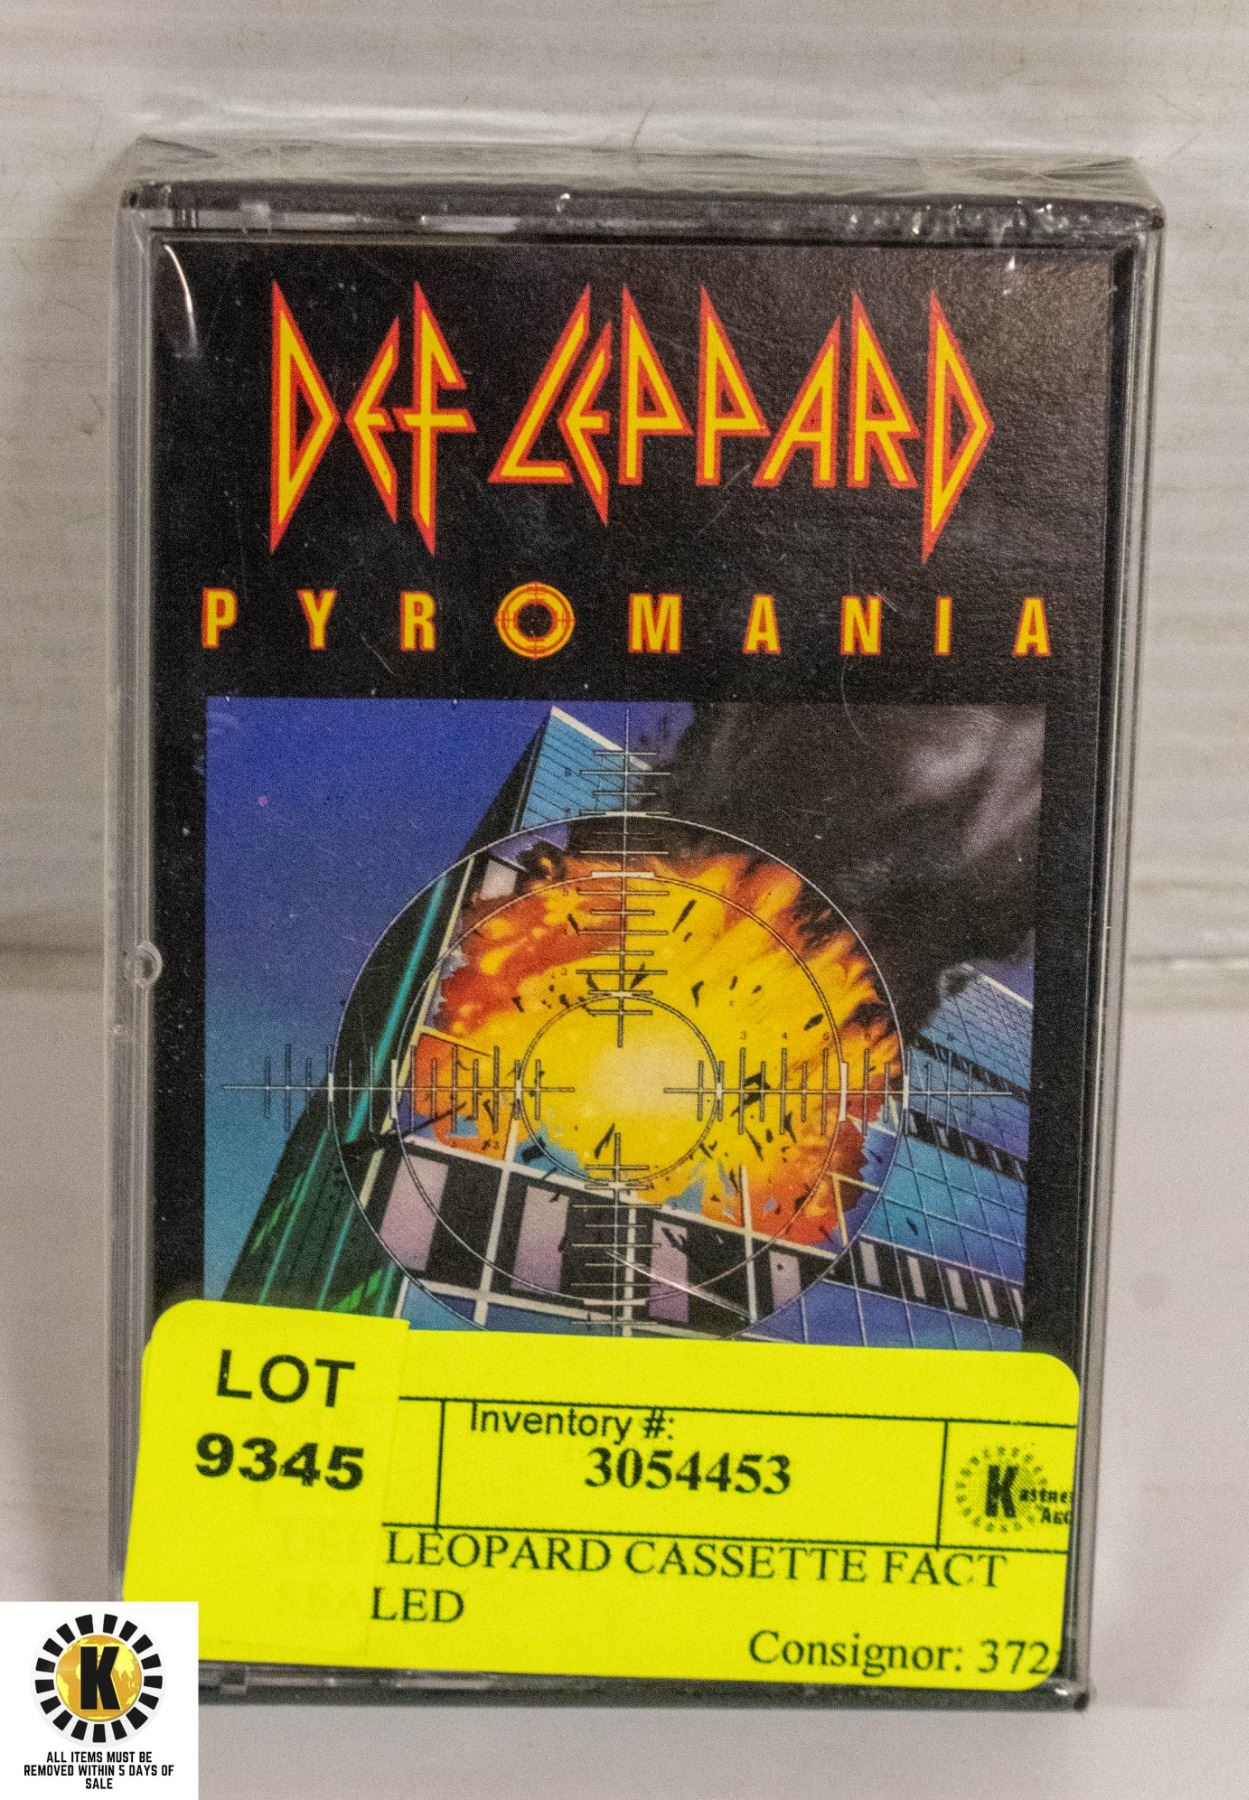 DEF LEPPARD
PYROMANIA
LOT
9345
Inventory #:
3054453
LEOPARD CASSETTE FACT
LED
Consignor: 372
K
ALL ITEMS MUST BE
REMOVED WITHIN 5 DAYS OF
SALE